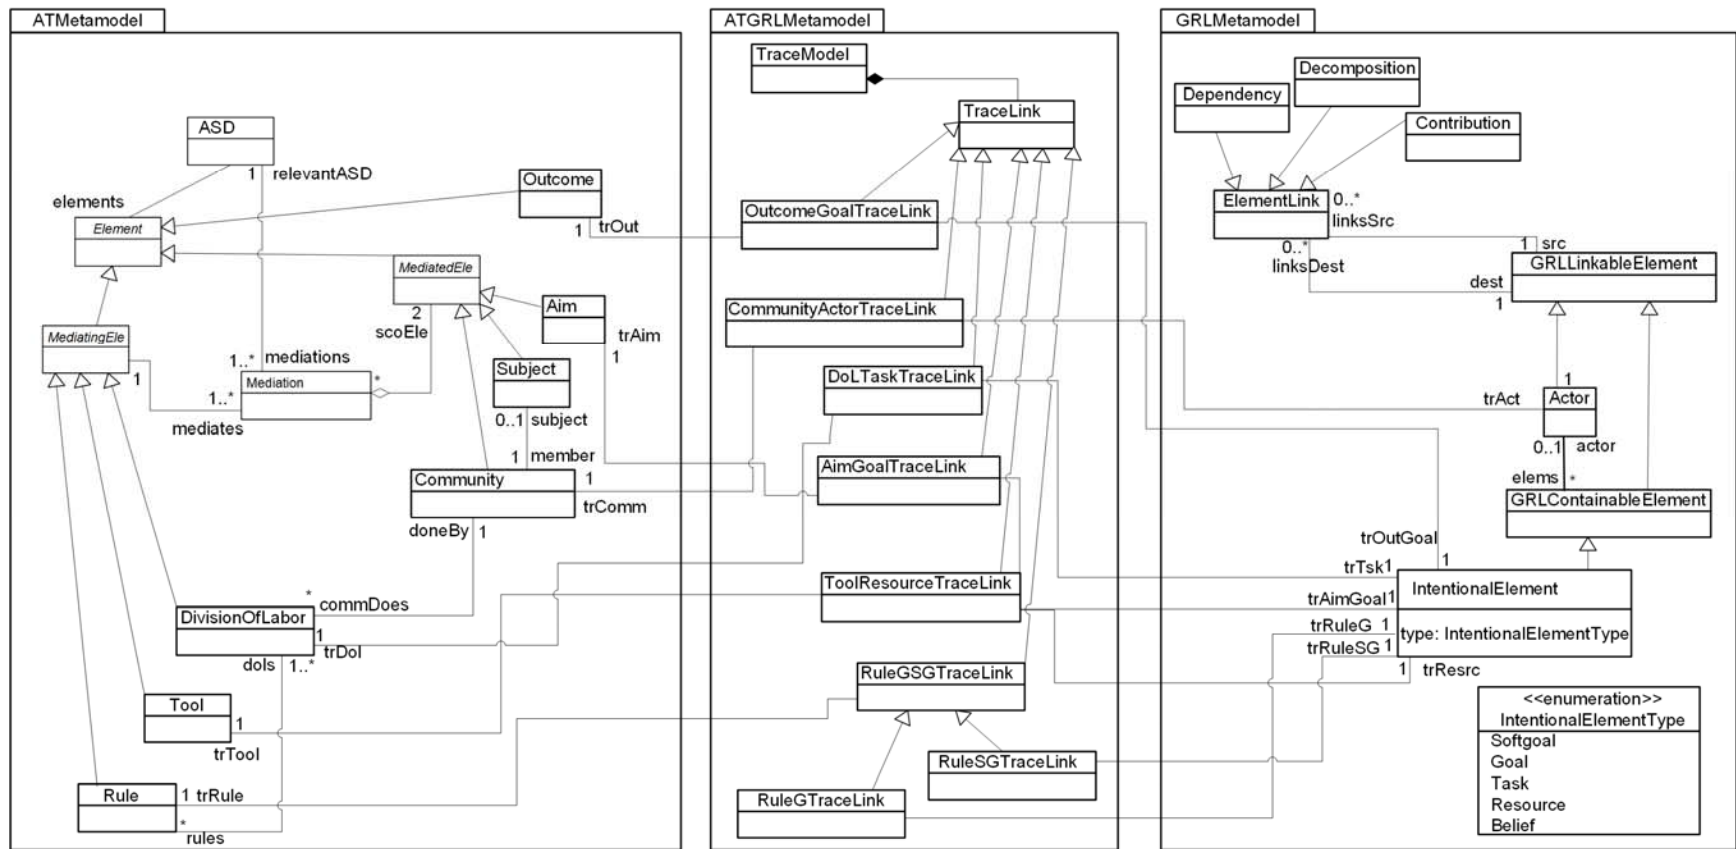 ATMetamodel
ASD
1
relevantASD
elements
Element
Outcome
1
trOut
MediatedEle
2
scoEle
Aim
trAim
1
MediatingEle
1
1..*
mediations
Mediation
*
1..*
mediates
Subject
0..1
subject
1
member
Community
1
trComm
doneBy
1
*
commDoes
DivisionOfLabor
1
trDol
dols
1..*
Tool
1
trTool
Rule
1
trRule
*
rules
ATGRLMetamodel
TraceModel
TraceLink
OutcomeGoalTraceLink
CommunityActorTraceLink
DoLTaskTraceLink
AimGoalTraceLink
ToolResourceTraceLink
RuleGSGTraceLink
RuleSGTraceLink
RuleGTraceLink
GRLMetamodel
Decomposition
Dependency
Contribution
ElementLink
0..*
linksSrc
0..*
linksDest
1
src
GRLLinkableElement
dest
1
trAct
1
Actor
0..1
actor
elems
*
GRLContainableElement
trOutGoal
1
trTsk
1
IntentionalElement
trAimGoal
1
type: IntentionalElementType
trRuleG
1
trRuleSG
1
1
trResrc
<<enumeration>>
IntentionalElementType
Softgoal
Goal
Task
Resource
Belief